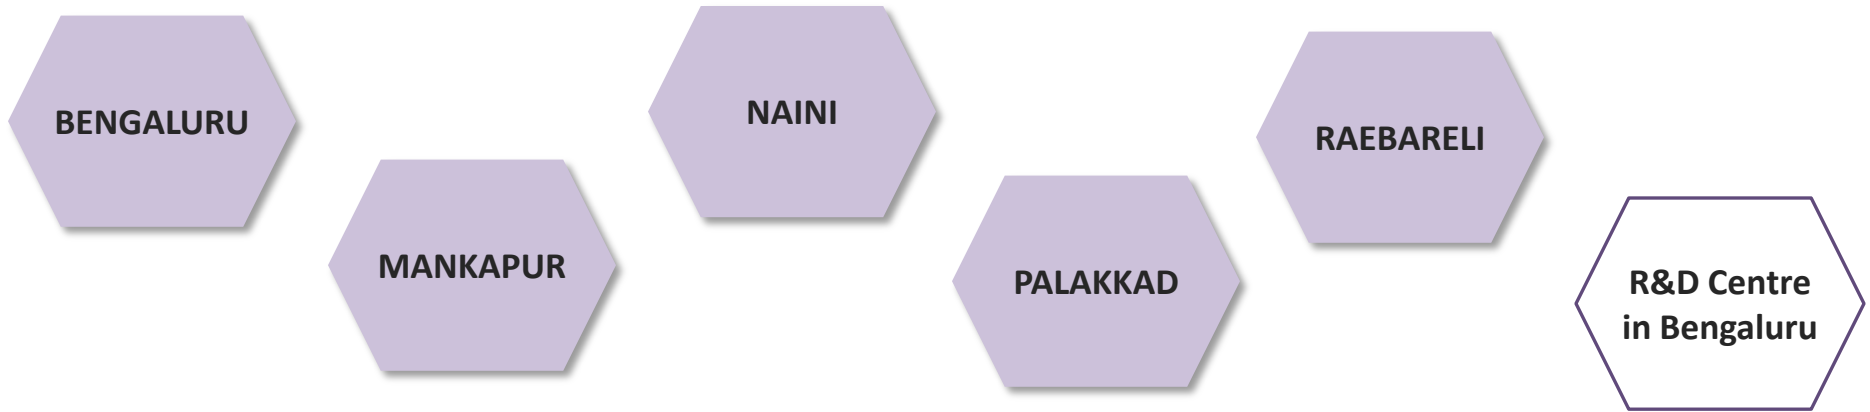 BENGALURU
MANKAPUR
NAINI
PALAKKAD
RAEBARELI
R&D Centre
in Bengaluru